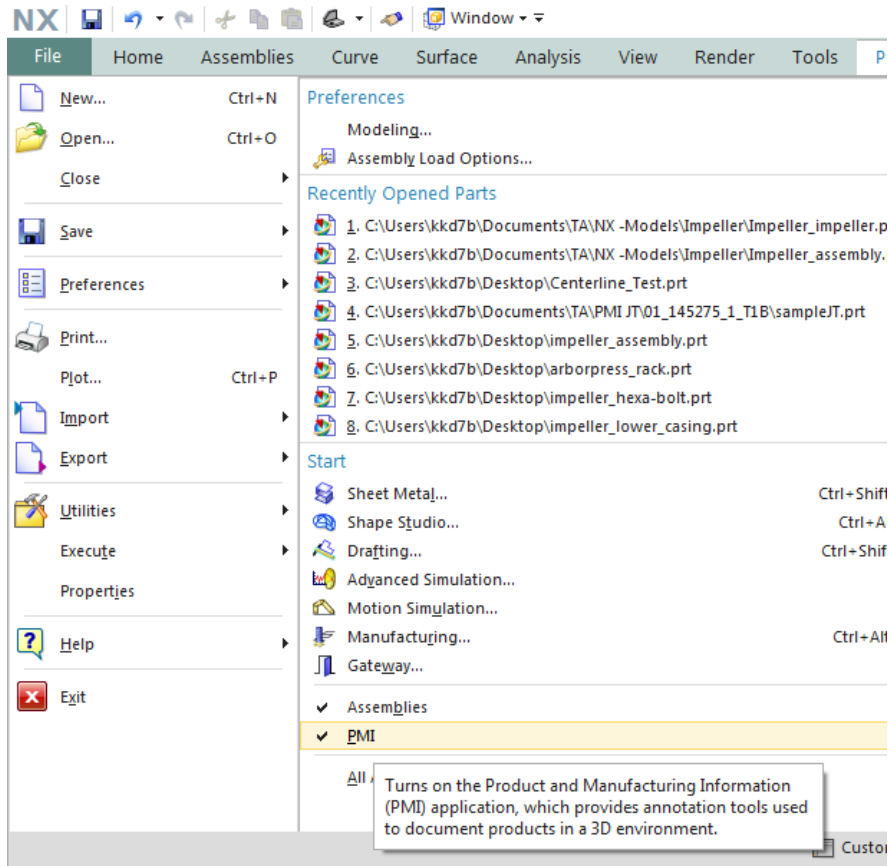 NX Window
File Home Assemblies Curve Surface Analysis View Render Tools P
New... Ctrl+N
Open... Ctrl+O
Close
Save
Preferences
Print...
Plot... Ctrl+P
Import
Export
Utilities
Execute
Properties
Help
Exit
Preferences
Modeling...
Assembly Load Options...
Recently Opened Parts
1. C:\Users\kkd7b\Documents\TA\NX -Models\Impeller\Impeller_impeller.p
2. C:\Users\kkd7b\Documents\TA\NX -Models\Impeller\Impeller_assembly.
3. C:\Users\kkd7b\Desktop\Centerline_Test.prt
4. C:\Users\kkd7b\Documents\TA\PMI JT\01_145275_1_T1B\sampleJT.prt
5. C:\Users\kkd7b\Desktop\impeller_assembly.prt
6. C:\Users\kkd7b\Desktop\arborpress_rack.prt
7. C:\Users\kkd7b\Desktop\impeller_hexa-bolt.prt
8. C:\Users\kkd7b\Desktop\impeller_lower_casing.prt
Start
Sheet Metal... Ctrl+Shift
Shape Studio... Ctrl+A
Drafting... Ctrl+Shif
Advanced Simulation...
Motion Simulation...
Manufacturing... Ctrl+Alt
Gateway...
Assemblies
PMI
All
Turns on the Product and Manufacturing Information
(PMI) application, which provides annotation tools used
to document products in a 3D environment.
Custo